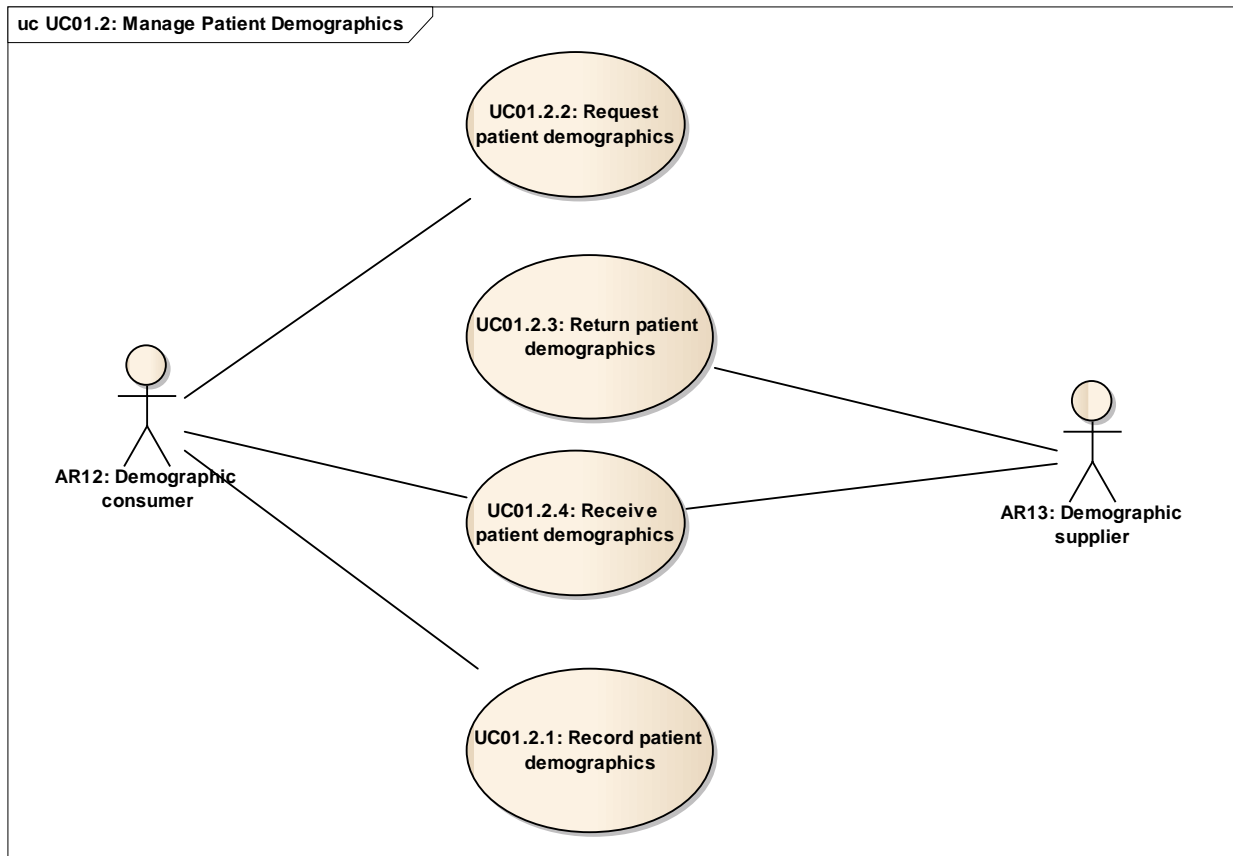 uc UC01.2: Manage Patient Demographics
UC01.2.2: Request
patient demographics
UC01.2.3: Return patient
demographics
AR12: Demographic
consumer
UC01.2.4: Receive
patient demographics
AR13: Demographic
supplier
UC01.2.1: Record patient
demographics